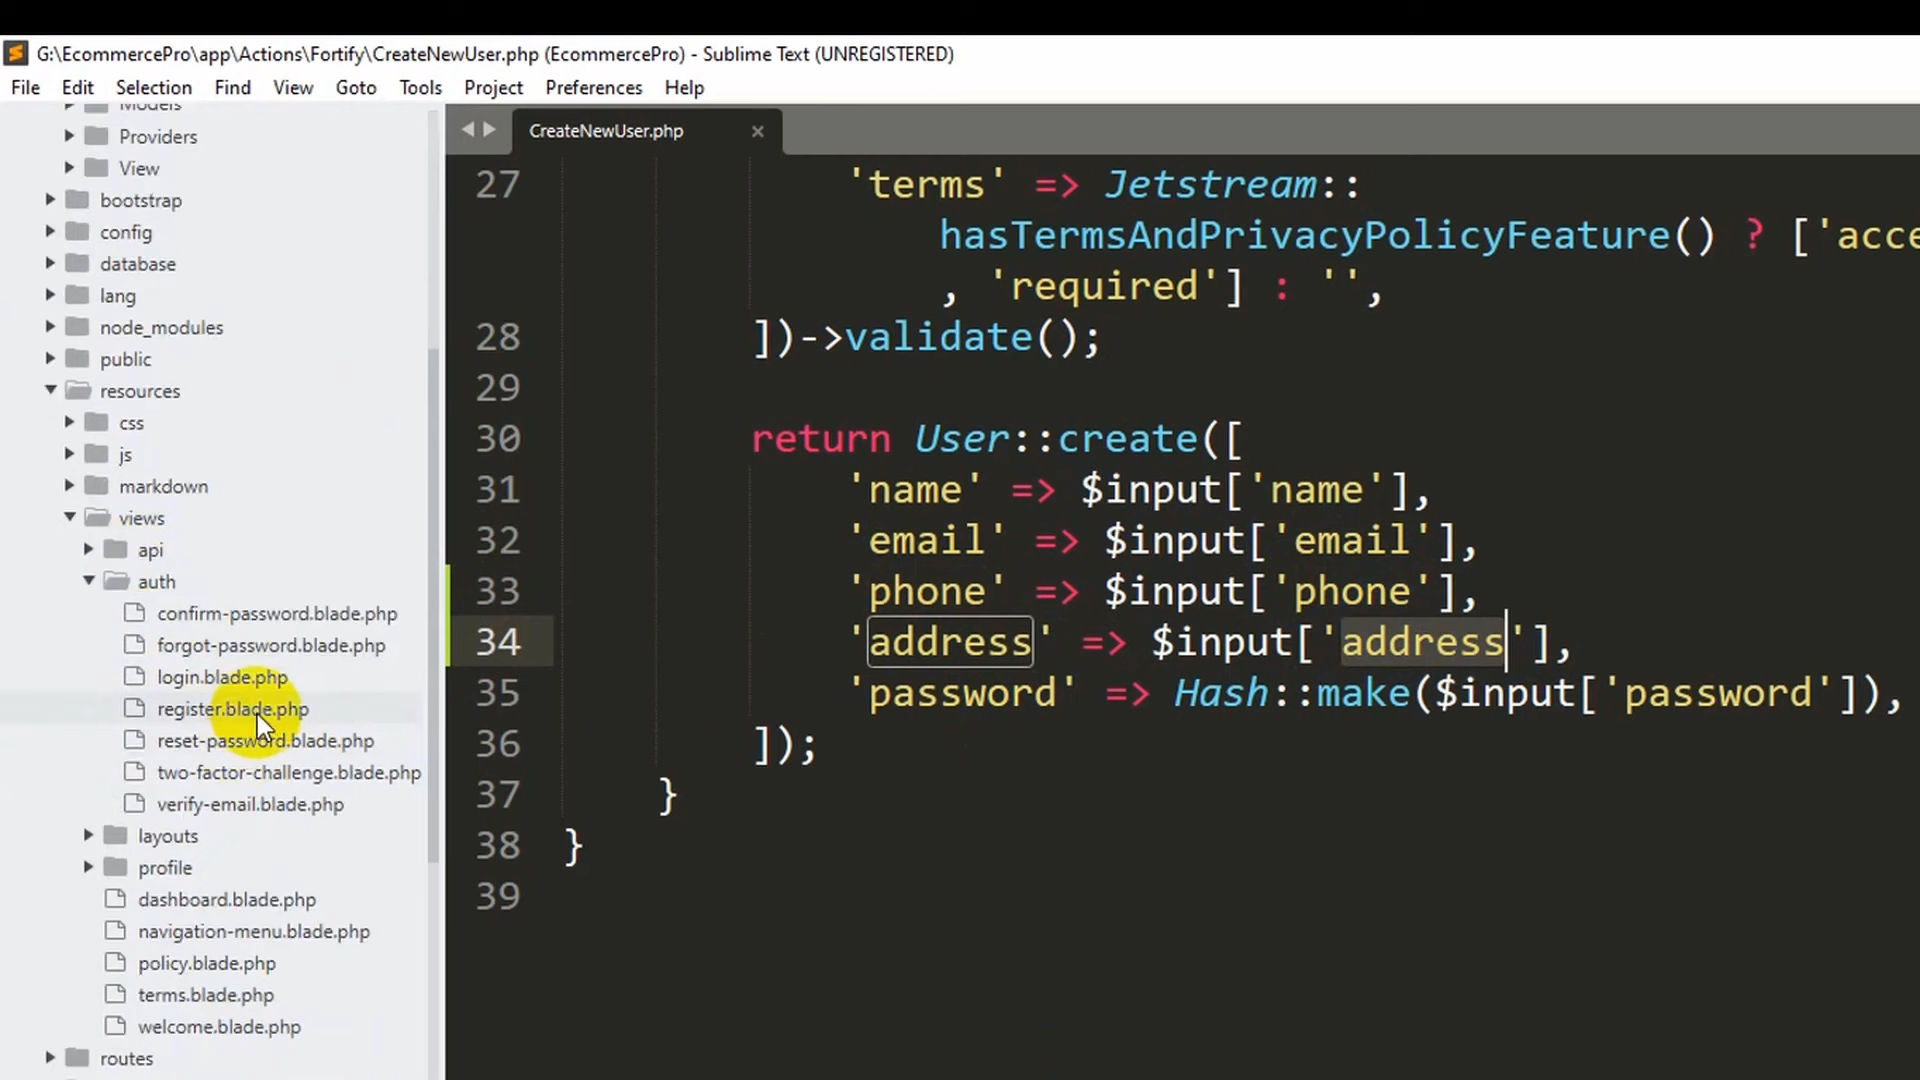 G:\EcommercePro\app\Actions\Fortify\CreateNewUser.php (EcommercePro) - Sublime Text (UNREGISTERED)
File Edit Selection Find View Goto Tools Project Preferences Help
Models
Providers
View
bootstrap
config
database
lang
node_modules
public
resources
css
js
markdown
views
api
auth
confirm-password.blade.php
forgot-password.blade.php
login.blade.php
register.blade.php
reset-password.blade.php
two-factor-challenge.blade.php
verify-email.blade.php
layouts
profile
dashboard.blade.php
navigation-menu.blade.php
policy.blade.php
terms.blade.php
welcome.blade.php
routes
CreateNewUser.php
27 'terms' => Jetstream::
hasTermsAndPrivacyPolicyFeature() ? ['acce
, 'required'] : '',
28 ])->validate();
29
30 return User::create([
31 'name' => $input['name'],
32 'email' => $input['email'],
33 'phone' => $input['phone'],
34 'address' => $input['address'],
35 'password' => Hash::make($input['password']),
36 ]);
37 }
38 }
39